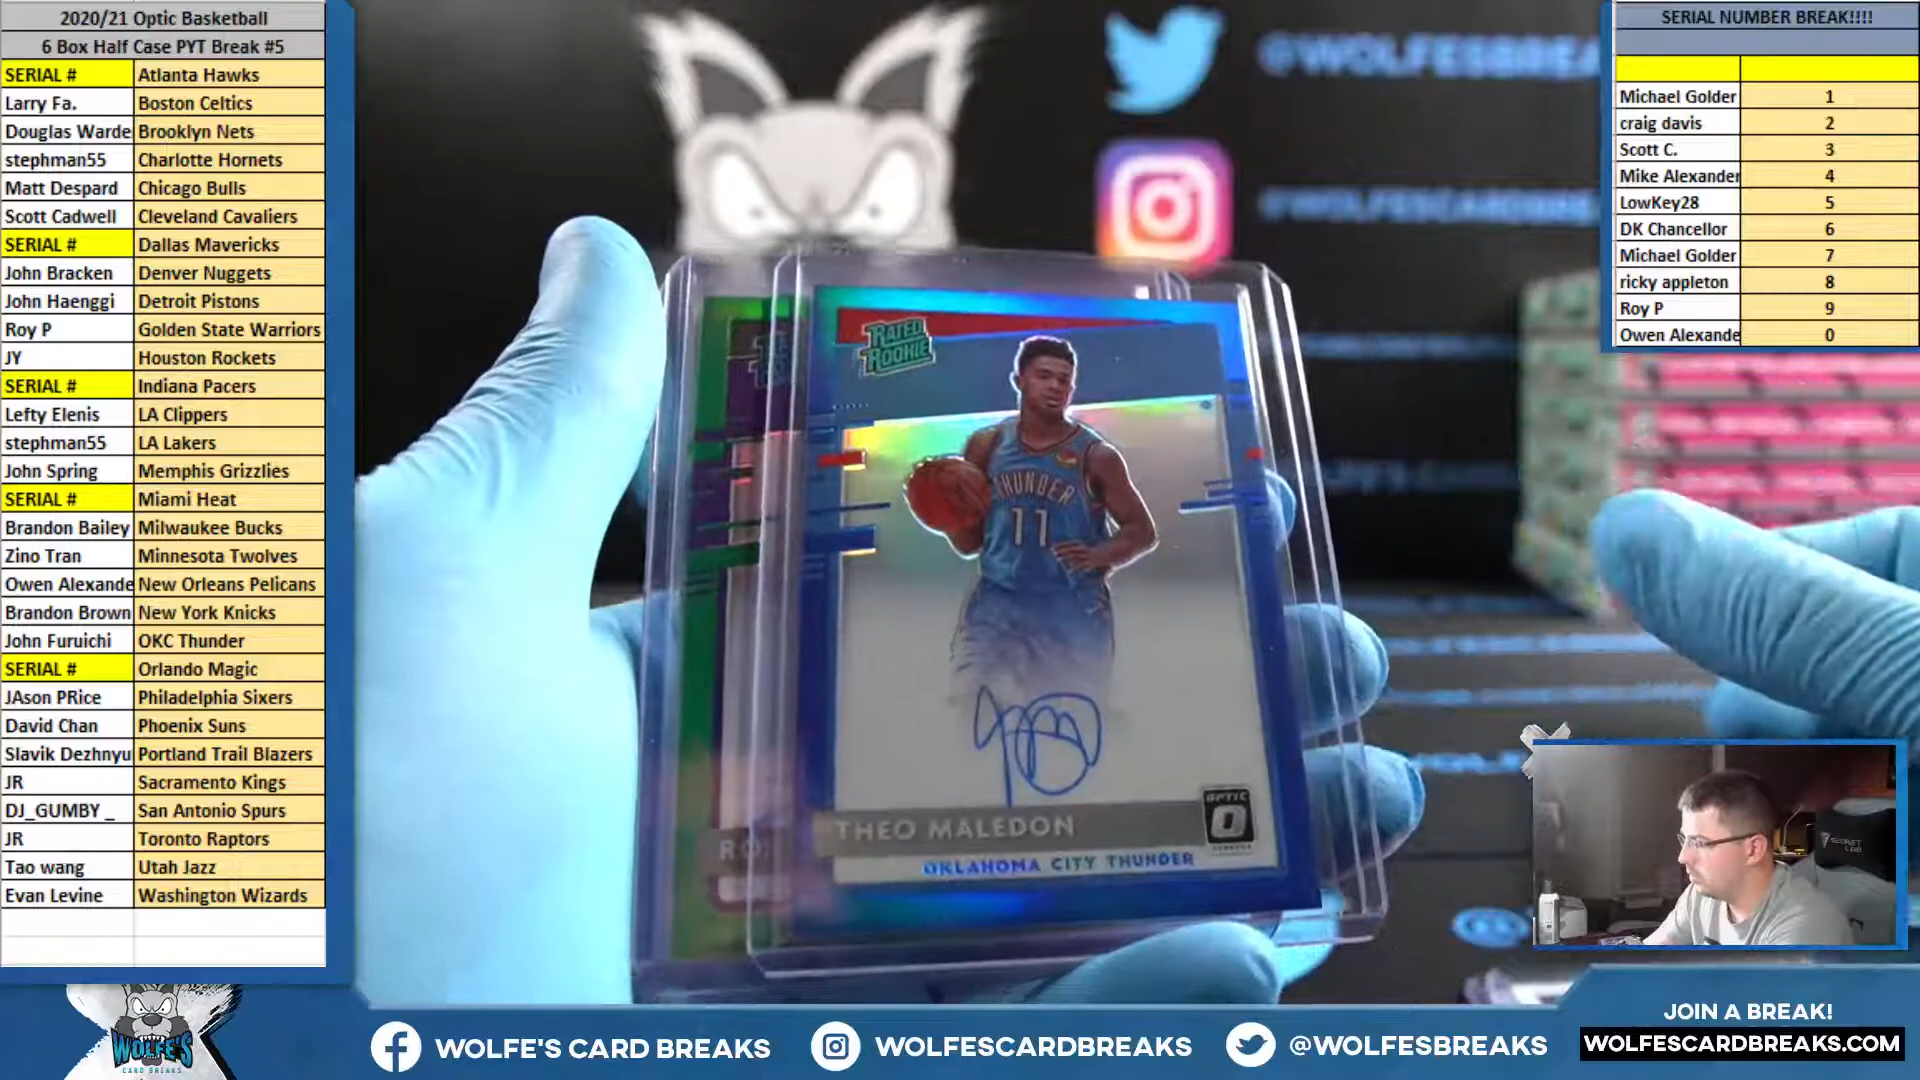 2020/21 Optic Basketball
6 Box Half Case PYT Break #5
SERIAL # Atlanta Hawks
Larry Fa. Boston Celtics
Douglas Warde Brooklyn Nets
stephman55 Charlotte Hornets
Matt Despard Chicago Bulls
Scott Cadwell Cleveland Cavaliers
SERIAL # Dallas Mavericks
John Bracken Denver Nuggets
John Haenggi Detroit Pistons
Roy P Golden State Warriors
JY Houston Rockets
SERIAL # Indiana Pacers
Lefty Elenis LA Clippers
stephman55 LA Lakers
John Spring Memphis Grizzlies
SERIAL # Miami Heat
Brandon Bailey Milwaukee Bucks
Zino Tran Minnesota Twolves
Owen Alexande New Orleans Pelicans
Brandon Brown New York Knicks
John Furuichi OKC Thunder
SERIAL # Orlando Magic
JAson PRice Philadelphia Sixers
David Chan Phoenix Suns
Slavik Dezhnyu Portland Trail Blazers
JR Sacramento Kings
DJ_GUMBY_ San Antonio Spurs
JR Toronto Raptors
Tao wang Utah Jazz
Evan Levine Washington Wizards
@WOLFESBREA
@WOLFESCARDBRE
RATED
ROOKIE
THUNDER
11
THEO MALEDON
OPTIC
OKLAHOMA CITY THUNDER
RO
SERIAL NUMBER BREAK!!!!
Michael Golder 1
craig davis 2
Scott C. 3
Mike Alexander 4
LowKey28 5
DK Chancellor 6
Michael Golder 7
ricky appleton 8
Roy P 9
Owen Alexande 0
SECRET
LAB
WOLFE'S
CARD BREAKS
WOLFE'S CARD BREAKS
WOLFESCARDBREAKS
@WOLFESBREAKS
JOIN A BREAK!
WOLFESCARDBREAKS.COM